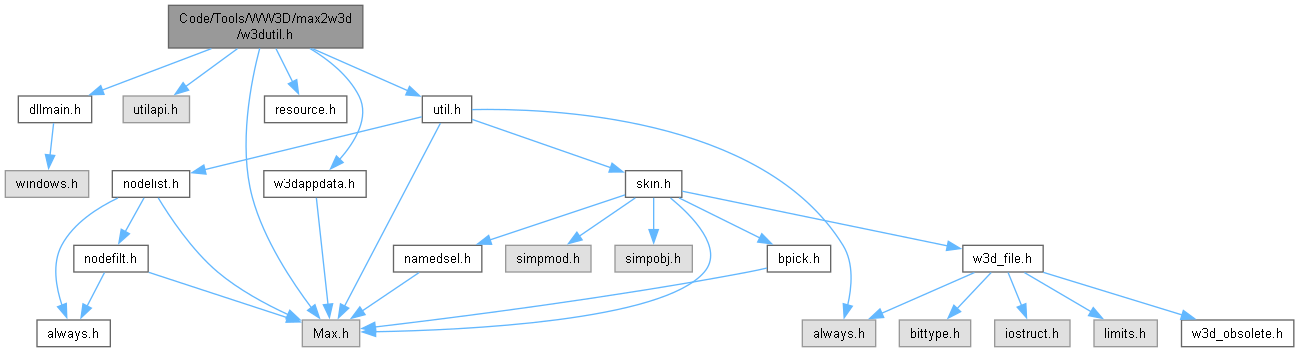 Code/Tools/WW3D/max2w3d
/w3dutil.h
dllmain.h
utilapi.h
resource.h
util.h
windows.h
nodelist.h
w3dappdata.h
skin.h
nodefilt.h
namedsel.h
simpmod.h
simpobj.h
bpick.h
w3d_file.h
always.h
Max.h
always.h
bittype.h
iostruct.h
limits.h
w3d_obsolete.h